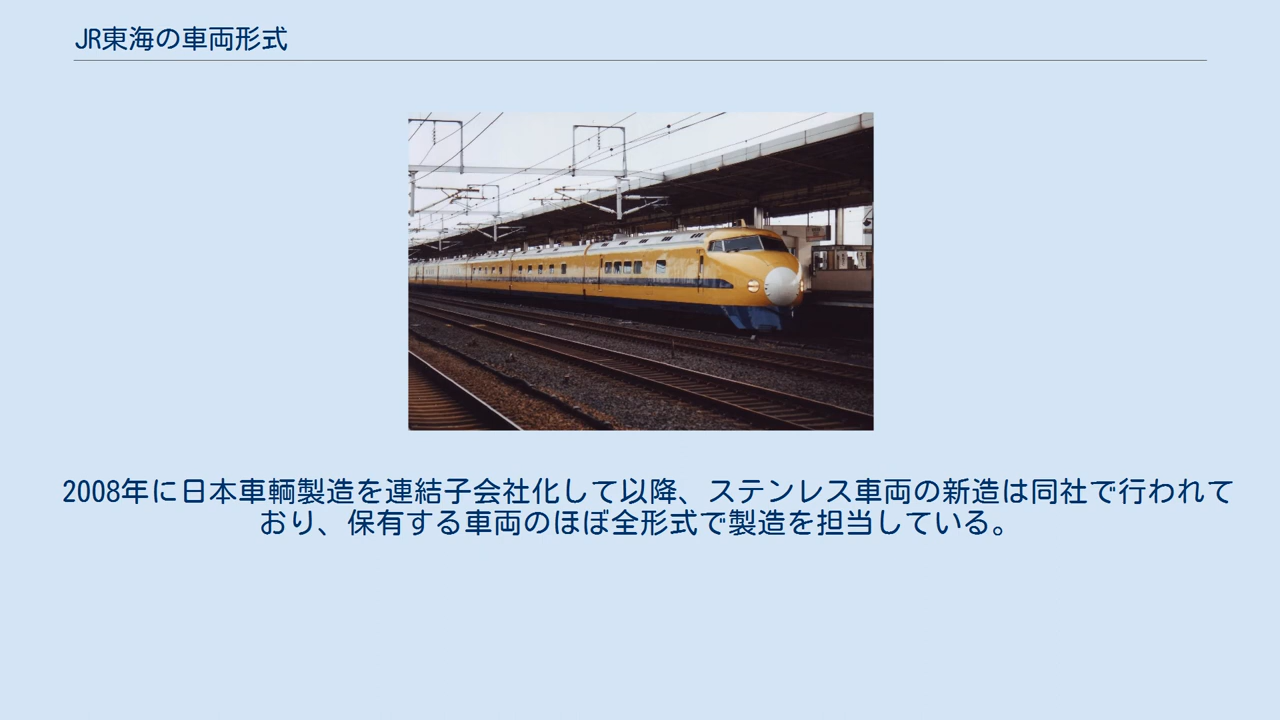 JR東海の車両形式
2008年に日本車輌製造を連結子会社化して以降、ステンレス車両の新造は同社で行われて
おり、保有する車両のほぼ全形式で製造を担当している。